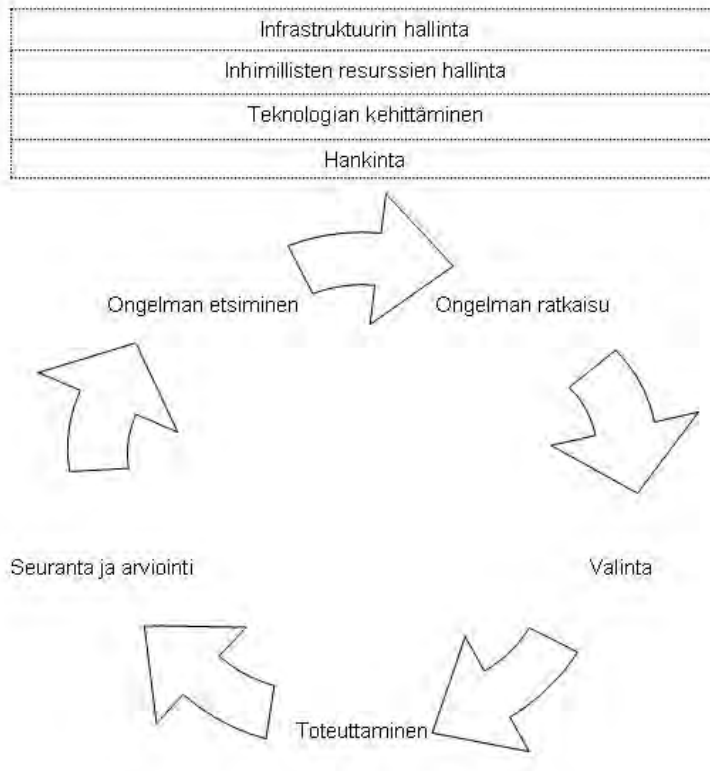 Infrastruktuurin hallinta
Inhimillisten resurssien hallinta
Teknologian kehittäminen
Hankinta
Ongelman etsiminen
Ongelman ratkaisu
Seuranta ja arviointi
Valinta
Toteuttaminen